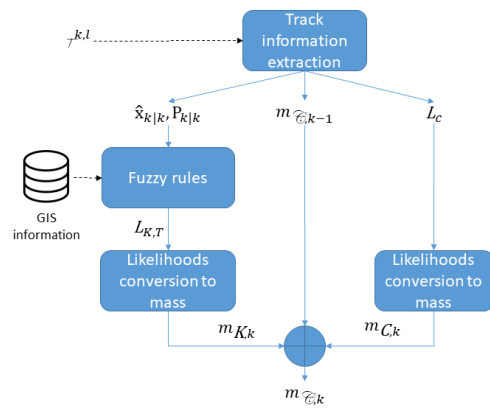 𝒯^{k,l}
Track
information
extraction
x̂_{k|k}, P_{k|k}
m_{𝒞,k−1}
L_c
Fuzzy rules
GIS
information
L_{K,T}
Likelihoods
conversion to
mass
Likelihoods
conversion to
mass
m_{K,k}
m_{C,k}
m_{𝒞,k}